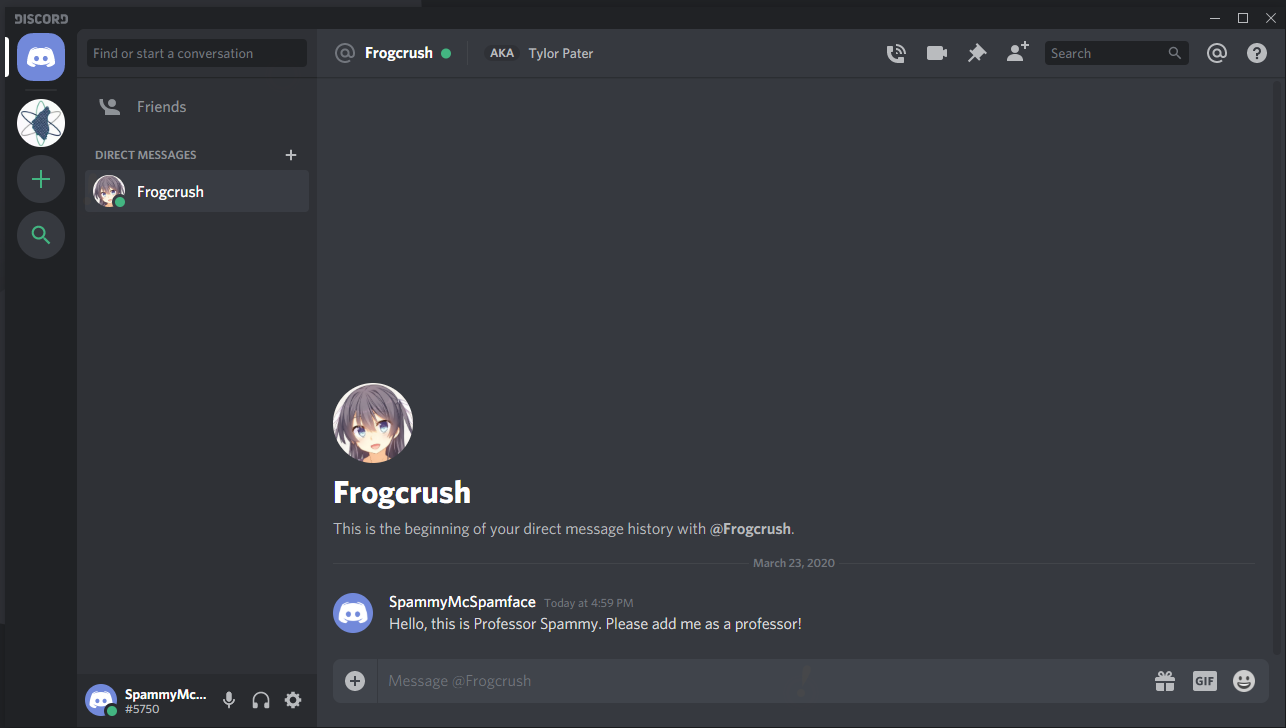 DISCORD
Find or start a conversation
Friends
DIRECT MESSAGES
Frogcrush
SpammyMc...
#5750
Frogcrush
AKA Tylor Pater
Search
Frogcrush
This is the beginning of your direct message history with @Frogcrush.
March 23, 2020
SpammyMcSpamface Today at 4:59 PM
Hello, this is Professor Spammy. Please add me as a professor!
Message @Frogcrush
GIF